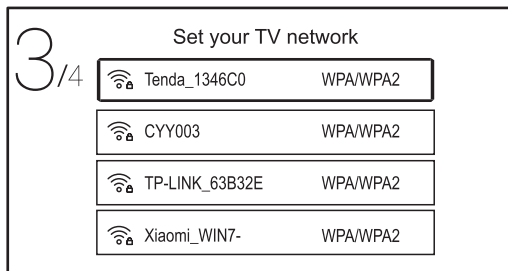 3/4
Set your TV network
Tenda_1346C0 WPA/WPA2
CYY003 WPA/WPA2
TP-LINK_63B32E WPA/WPA2
Xiaomi_WIN7- WPA/WPA2